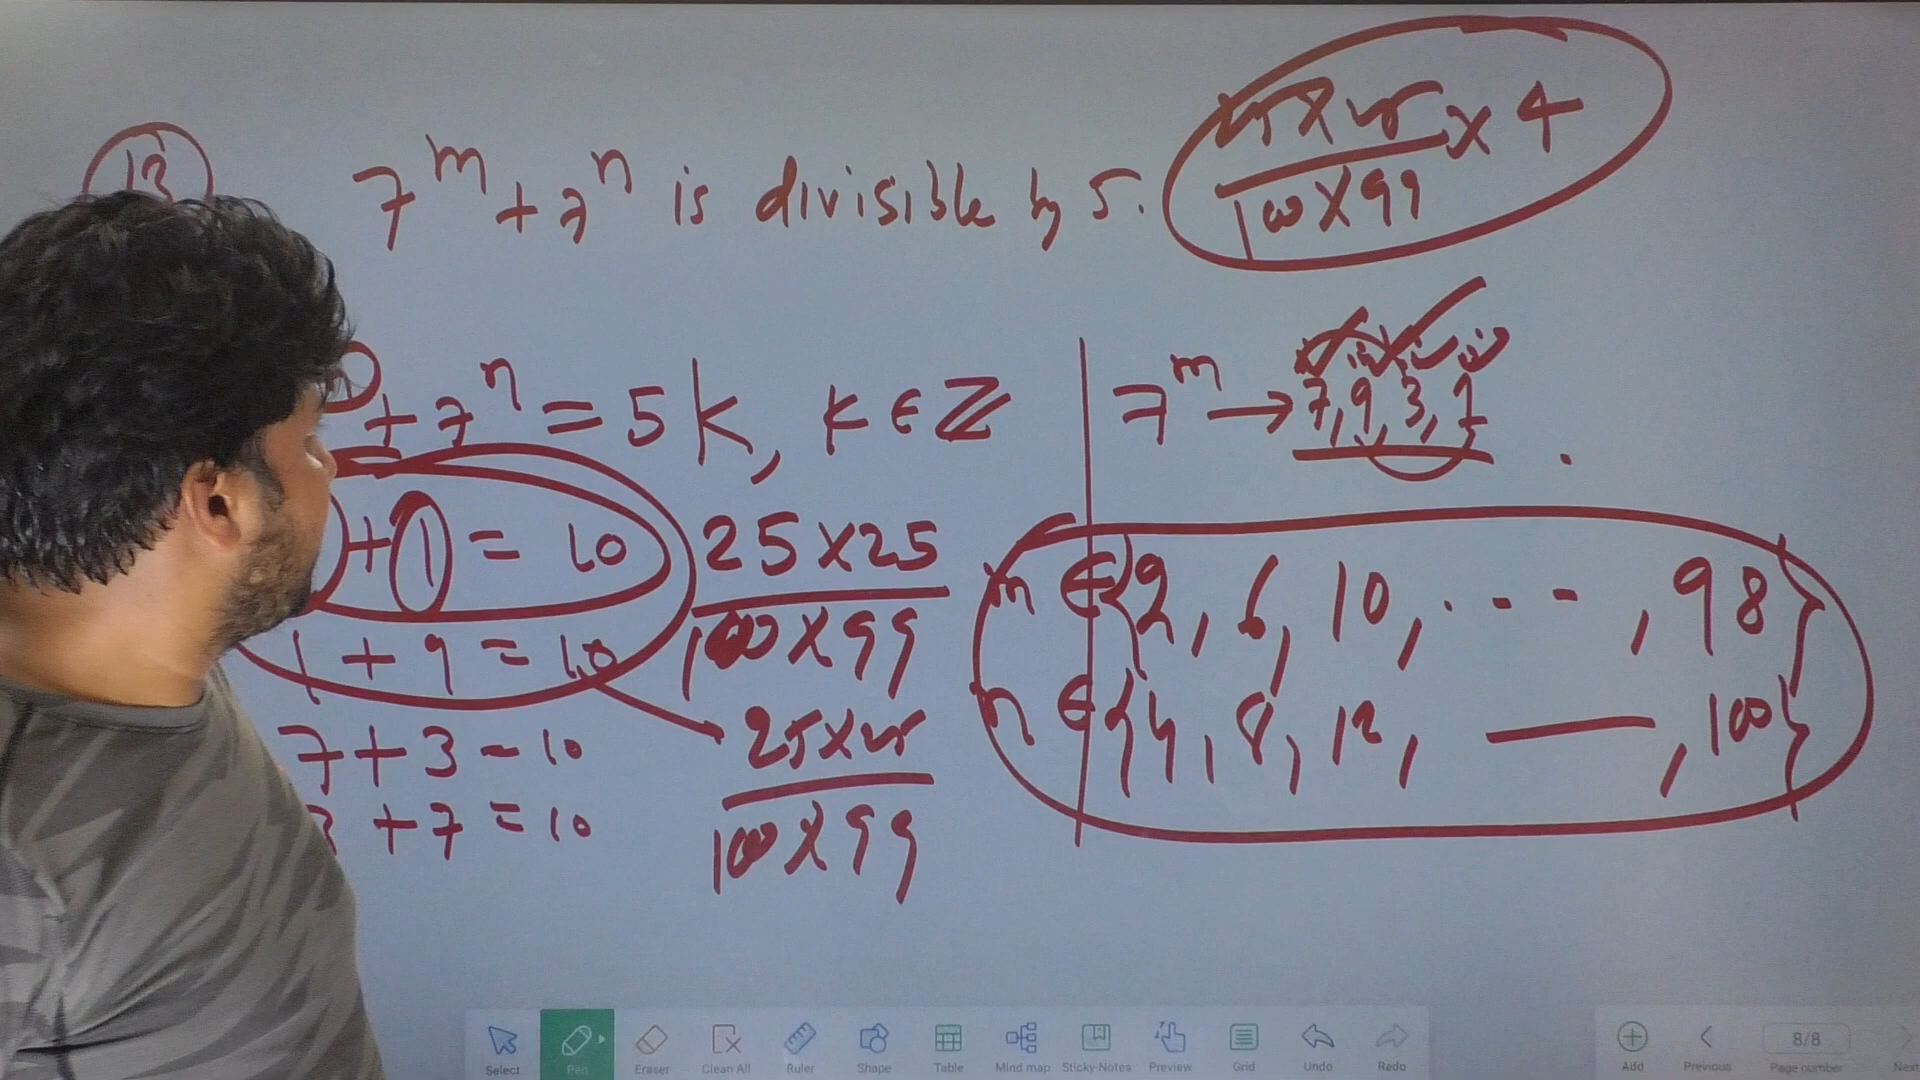 13
7^m + 7^n is divisible by 5.
25 × 25 / 100 × 99 × 4
+ 7^n = 5k, k ∈ ℤ
7^m → 7, 9, 3, 1
+ 1 = 10
1 + 9 = 10
7 + 3 = 10
3 + 7 = 10
25 × 25 / 100 × 99
25 × 25 / 100 × 99
m ∈ {2, 6, 10, . - - , 98}
n ∈ {4, 8, 12, —, 100}
Select Pen Eraser Clean All Ruler Shape Table Mind map Sticky-Notes Preview Grid Undo Redo
Add Previous 8/8 Page number Next